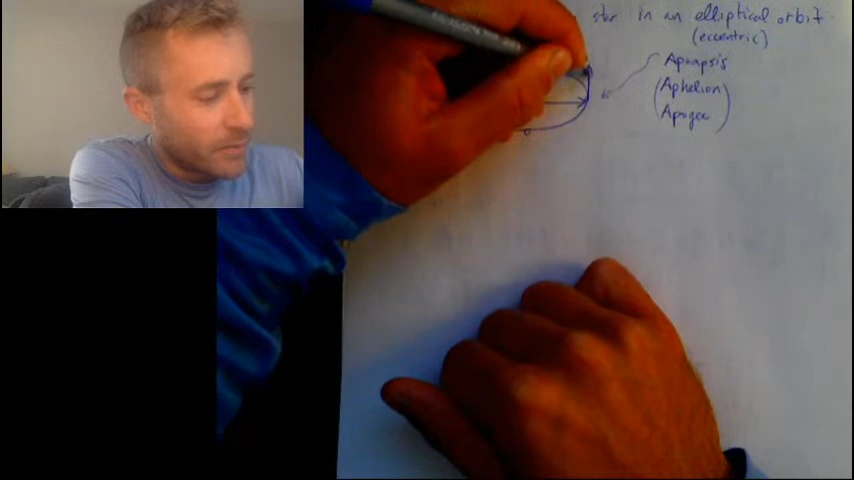 star in an elliptical orbit.
(eccentric)
Apoapsis
(Aphelion
Apogee)